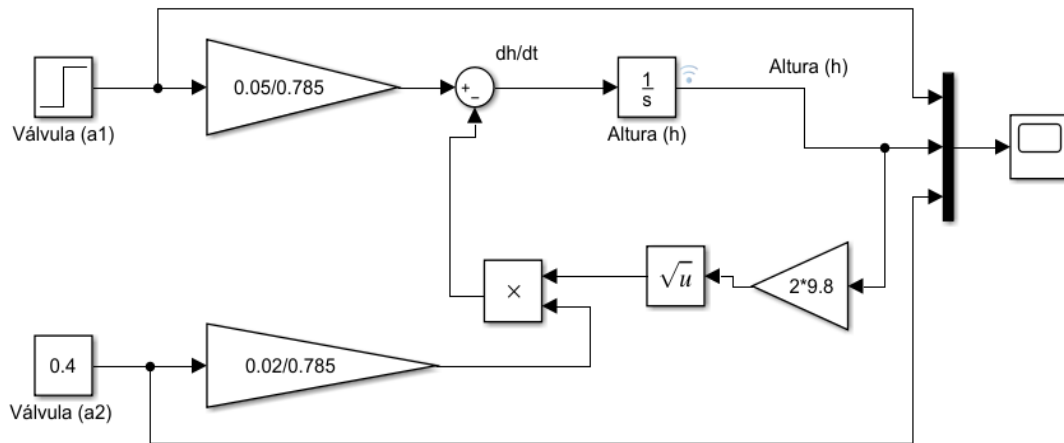 dh/dt
Altura (h)
0.05/0.785
+
−
1
s
Válvula (a1)
Altura (h)
√u
2*9.8
×
0.4
0.02/0.785
Válvula (a2)